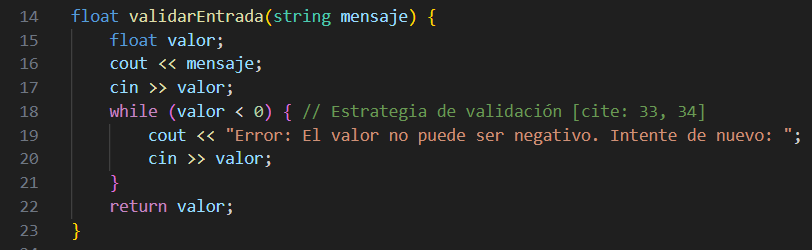 14 float validarEntrada(string mensaje) {
15 float valor;
16 cout << mensaje;
17 cin >> valor;
18 while (valor < 0) { // Estrategia de validación [cite: 33, 34]
19 cout << "Error: El valor no puede ser negativo. Intente de nuevo: ";
20 cin >> valor;
21 }
22 return valor;
23 }